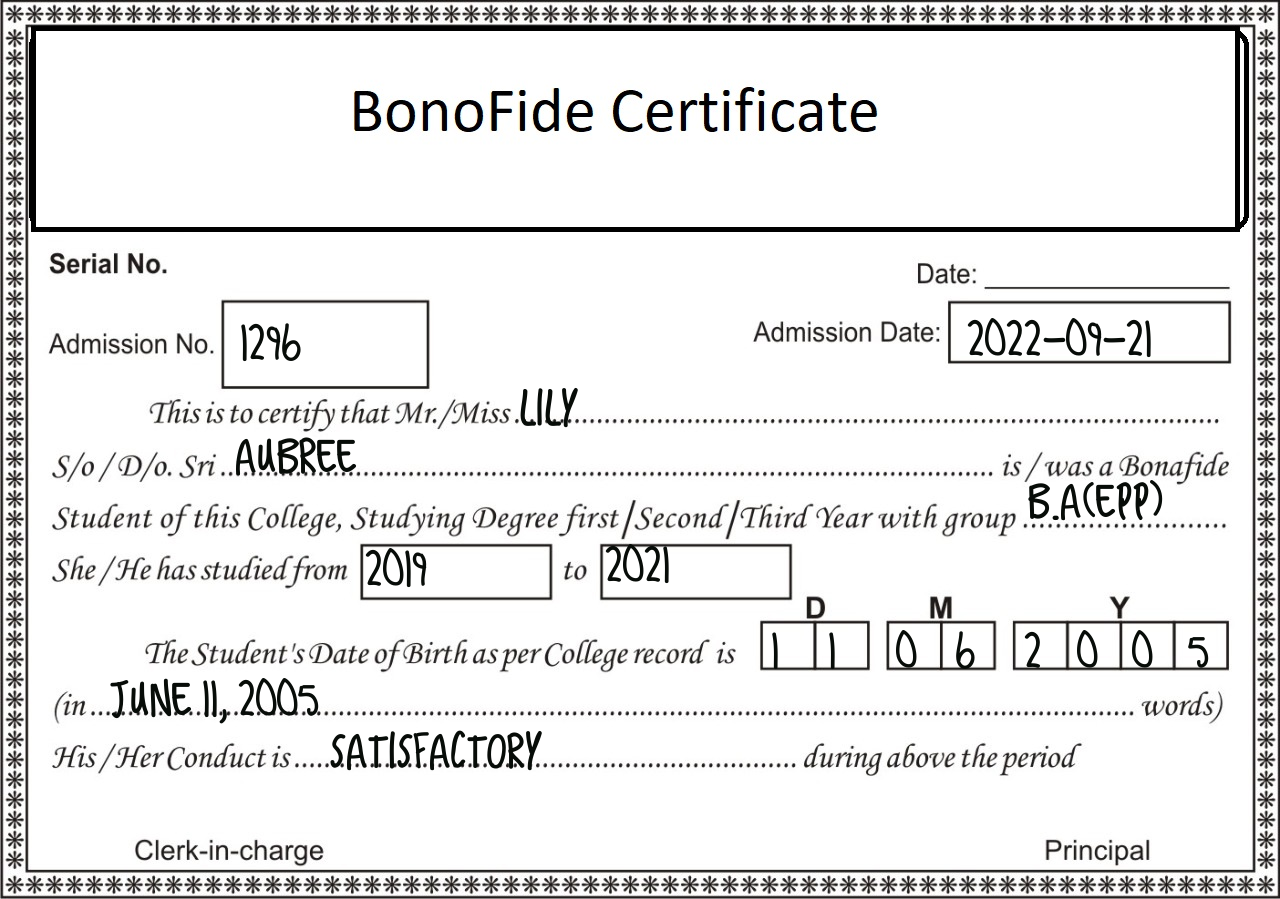 BonoFide Certificate
Serial No.
Date:
Admission No. 1296
Admission Date: 2022-09-21
This is to certify that Mr./Miss LILY
S/o / D/o. Sri AUBREE is / was a Bonafide
Student of this College, Studying Degree first/Second/Third Year with group B.A(EPP)
She / He has studied from 2019 to 2021
D M Y
The Student's Date of Birth as per College record is 1 1 0 6 2 0 0 5
(in JUNE 11, 2005 words)
His / Her Conduct is SATISFACTORY during above the period
Clerk-in-charge Principal